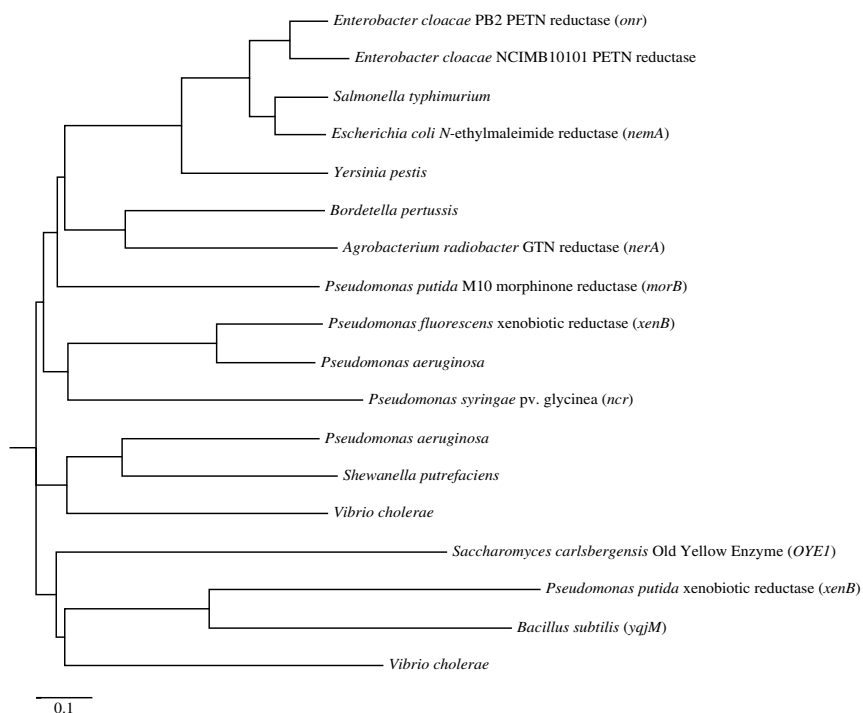 Enterobacter cloacae PB2 PETN reductase (onr)
Enterobacter cloacae NCIMB10101 PETN reductase
Salmonella typhimurium
Escherichia coli N-ethylmaleimide reductase (nemA)
Yersinia pestis
Bordetella pertussis
Agrobacterium radiobacter GTN reductase (nerA)
Pseudomonas putida M10 morphinone reductase (morB)
Pseudomonas fluorescens xenobiotic reductase (xenB)
Pseudomonas aeruginosa
Pseudomonas syringae pv. glycinea (ncr)
Pseudomonas aeruginosa
Shewanella putrefaciens
Vibrio cholerae
Saccharomyces carlsbergensis Old Yellow Enzyme (OYE1)
Pseudomonas putida xenobiotic reductase (xenB)
Bacillus subtilis (yqjM)
Vibrio cholerae
0.1